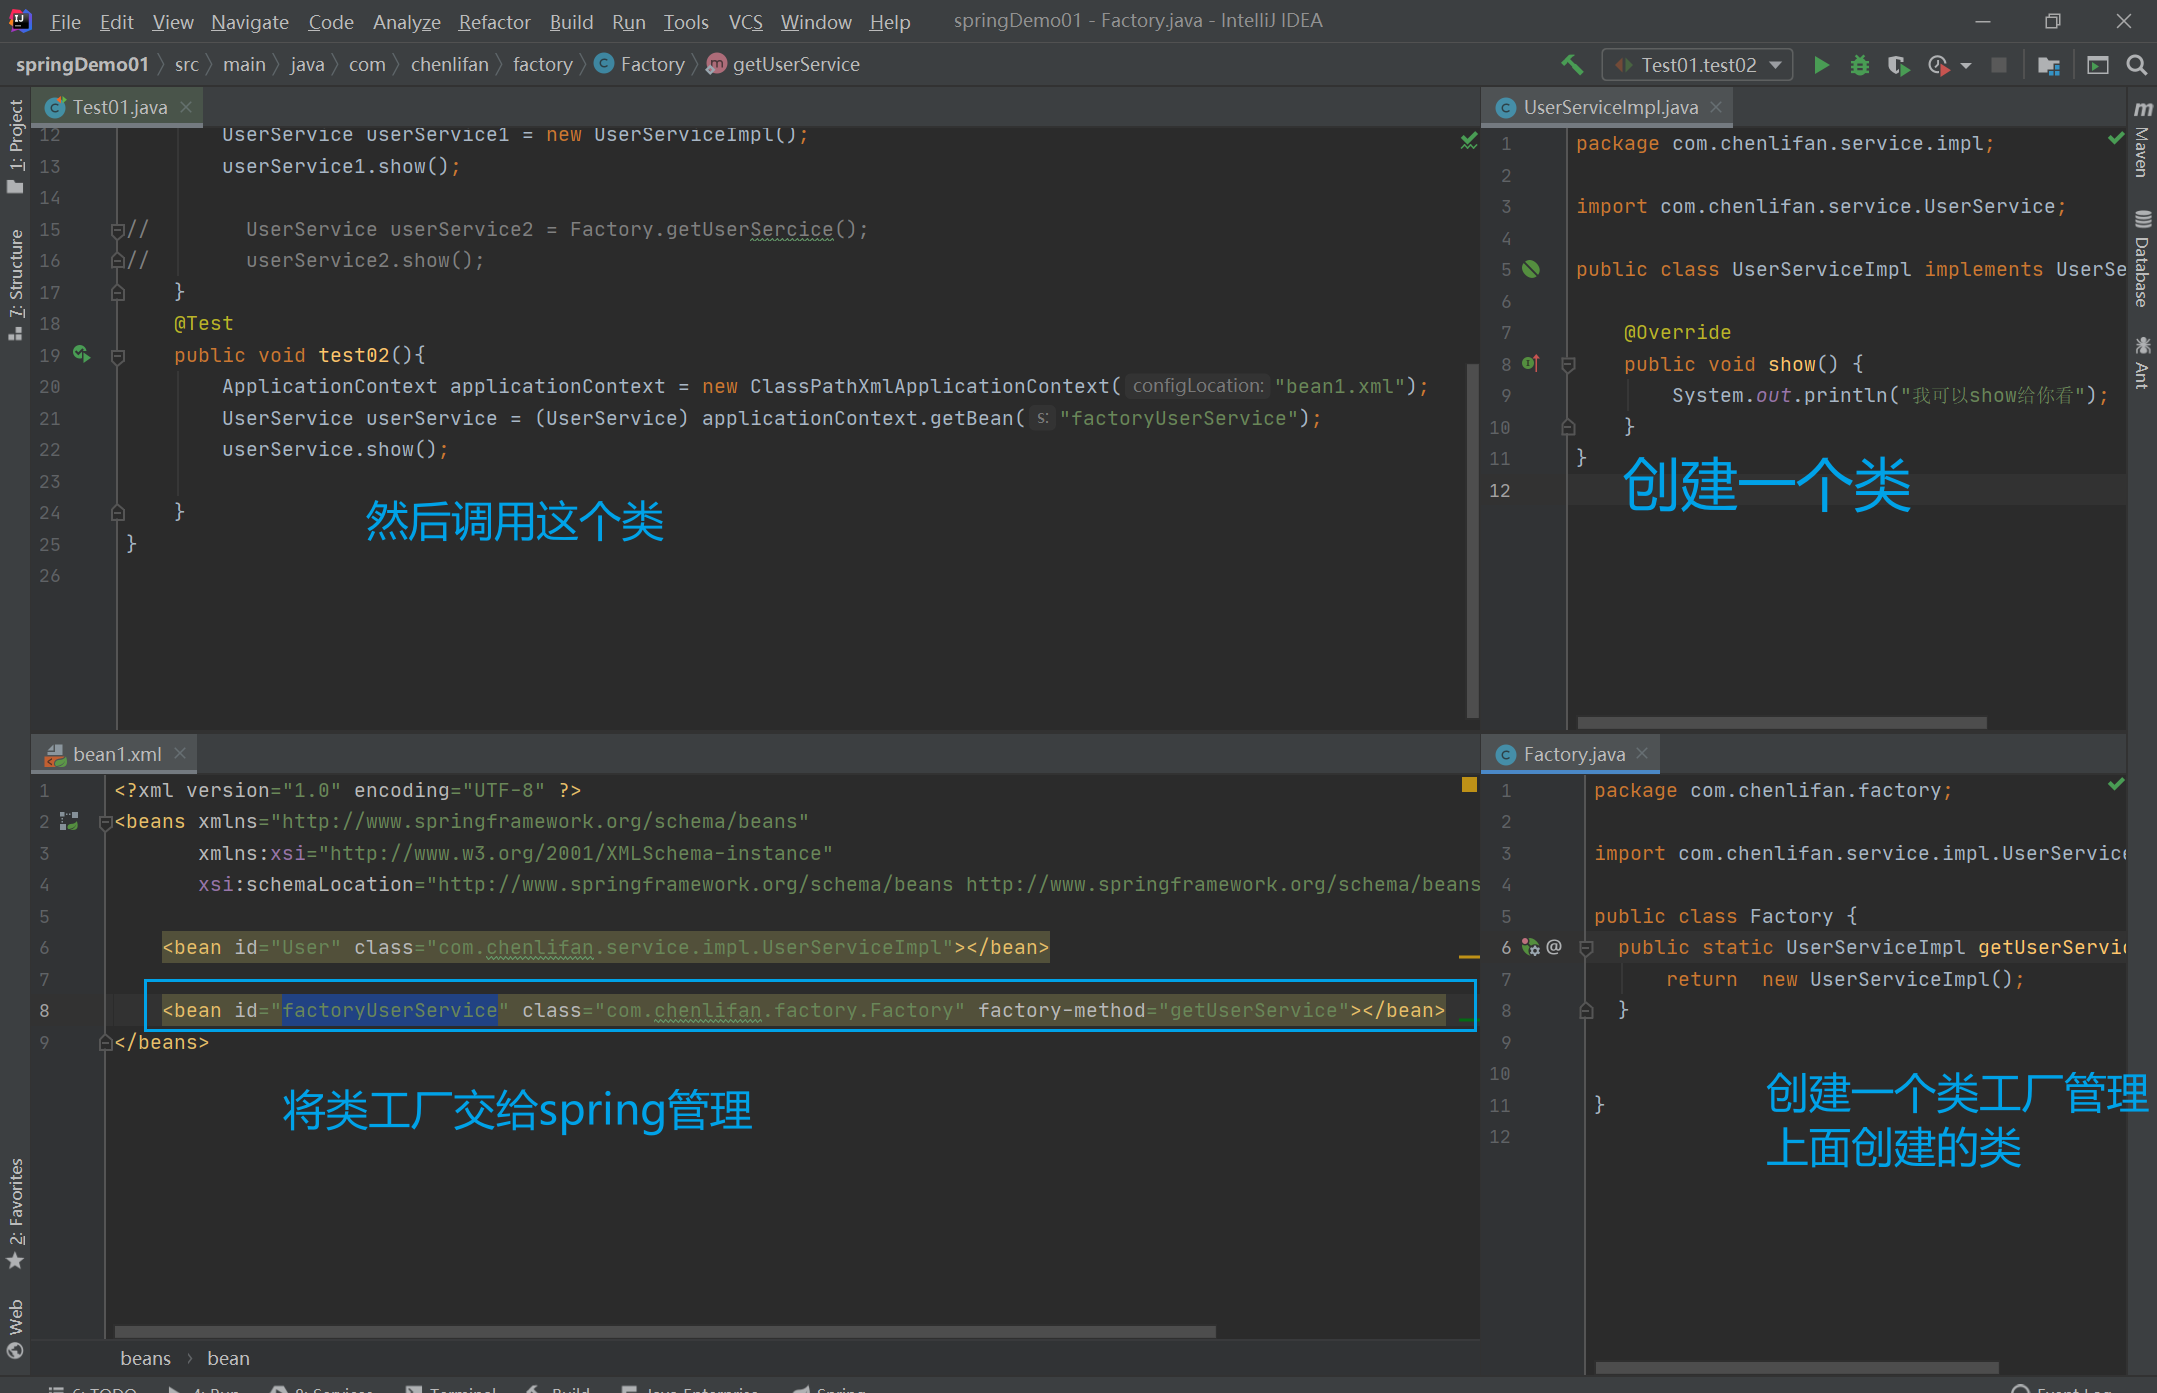 File Edit View Navigate Code Analyze Refactor Build Run Tools VCS Window Help springDemo01 - Factory.java - IntelliJ IDEA
springDemo01 src main java com chenlifan factory Factory getUserService Test01.test02
1: Project
7: Structure
2: Favorites
Web
Test01.java
12 UserService userService1 = new UserServiceImpl();
13 userService1.show();
14
15 // UserService userService2 = Factory.getUserSercice();
16 // userService2.show();
17 }
18 @Test
19 public void test02(){
20 ApplicationContext applicationContext = new ClassPathXmlApplicationContext( configLocation: "bean1.xml");
21 UserService userService = (UserService) applicationContext.getBean( s: "factoryUserService");
22 userService.show();
23
24 }
25 }
26
然后调用这个类
UserServiceImpl.java
1 package com.chenlifan.service.impl;
2
3 import com.chenlifan.service.UserService;
4
5 public class UserServiceImpl implements UserSe
6
7 @Override
8 public void show() {
9 System.out.println("我可以show给你看");
10 }
11 }
12
创建一个类
Maven
Database
Ant
bean1.xml
1 <?xml version="1.0" encoding="UTF-8" ?>
2 <beans xmlns="http://www.springframework.org/schema/beans"
3 xmlns:xsi="http://www.w3.org/2001/XMLSchema-instance"
4 xsi:schemaLocation="http://www.springframework.org/schema/beans http://www.springframework.org/schema/beans
5
6 <bean id="User" class="com.chenlifan.service.impl.UserServiceImpl"></bean>
7
8 <bean id="factoryUserService" class="com.chenlifan.factory.Factory" factory-method="getUserService"></bean>
9 </beans>
将类工厂交给spring管理
beans › bean
Factory.java
1 package com.chenlifan.factory;
2
3 import com.chenlifan.service.impl.UserService
4
5 public class Factory {
6 @ public static UserServiceImpl getUserServic
7 return new UserServiceImpl();
8 }
9
10
11 }
12
创建一个类工厂管理
上面创建的类
6: TODO 4: Run 8: Services Terminal Build Java Enterprise Spring Event Log